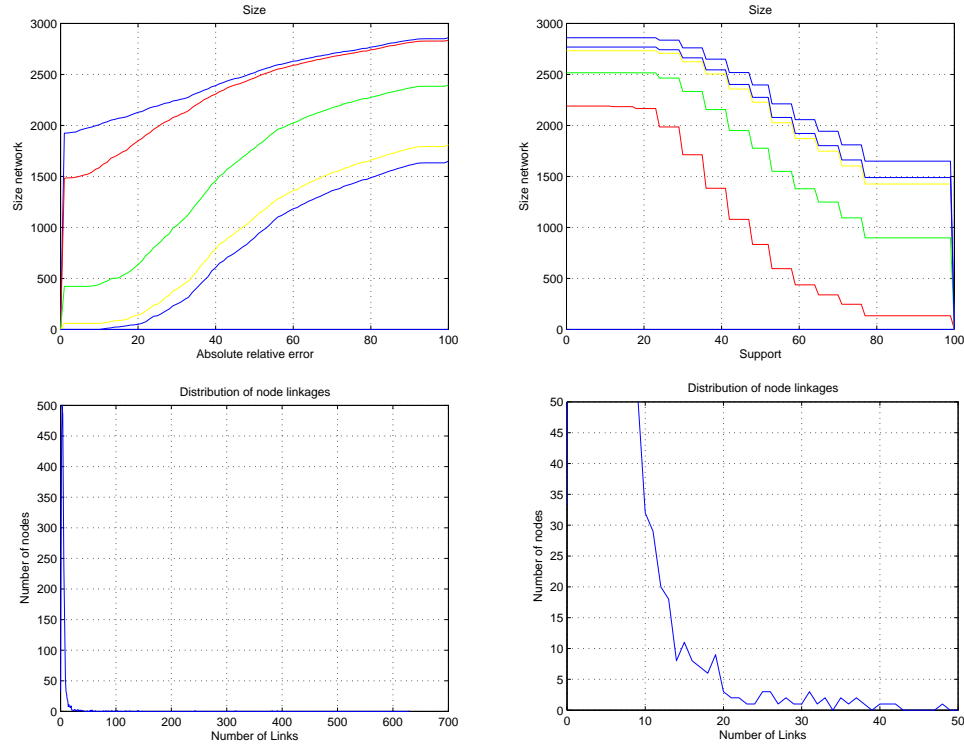 Size
3000
2500
2000
1500
1000
500
0
Size network
0 20 40 60 80 100
Absolute relative error
Size
3000
2500
2000
1500
1000
500
0
Size network
0 20 40 60 80 100
Support
Distribution of node linkages
500
450
400
350
300
250
200
150
100
50
0
Number of nodes
0 100 200 300 400 500 600 700
Number of Links
Distribution of node linkages
50
45
40
35
30
25
20
15
10
5
0
Number of nodes
0 10 20 30 40 50
Number of Links